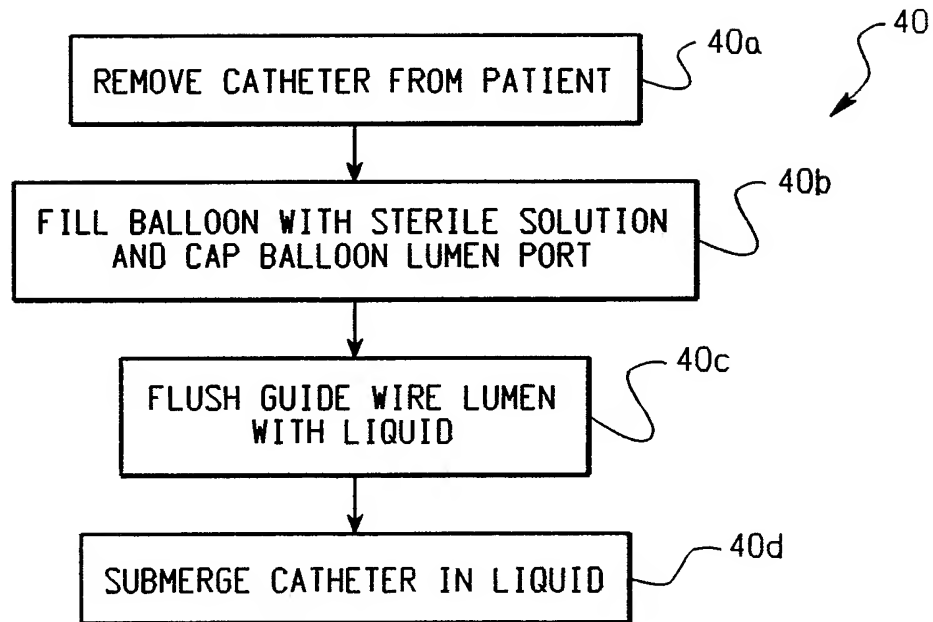 40
40a
REMOVE CATHETER FROM PATIENT
40b
FILL BALLOON WITH STERILE SOLUTION
AND CAP BALLOON LUMEN PORT
40c
FLUSH GUIDE WIRE LUMEN
WITH LIQUID
40d
SUBMERGE CATHETER IN LIQUID